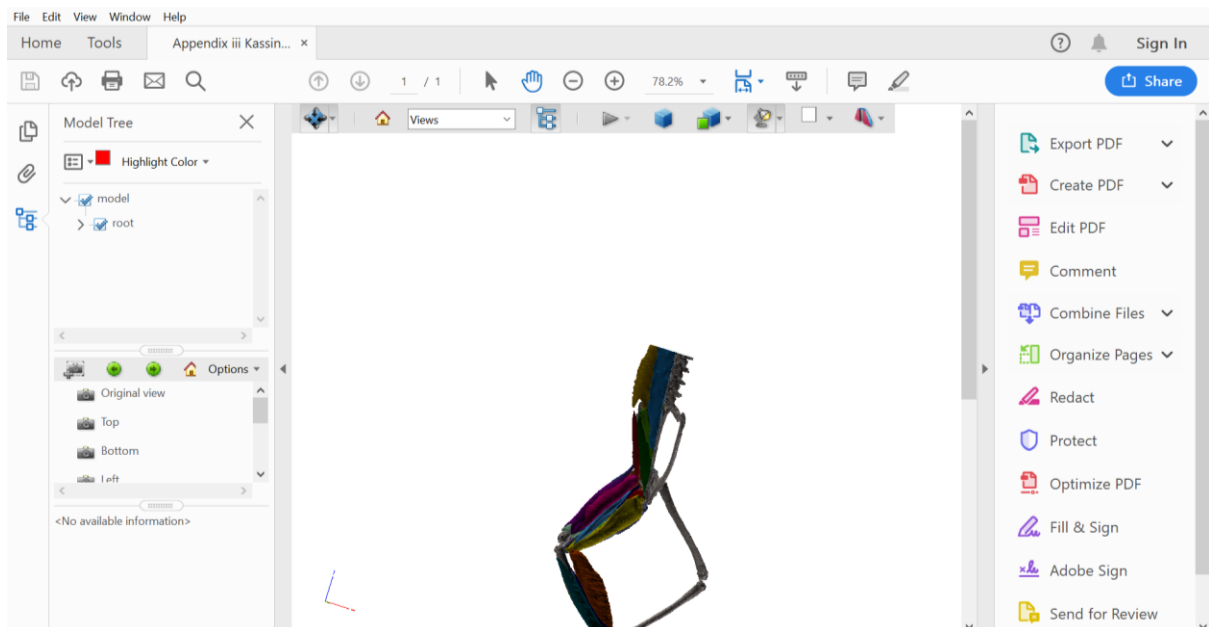 File Edit View Window Help
Home Tools Appendix iii Kassin... ×
? Sign In
1 / 1 78.2% Share
Model Tree
Views
Highlight Color
model
root
Options
Original view
Top
Bottom
Left
<No available information>
Export PDF
Create PDF
Edit PDF
Comment
Combine Files
Organize Pages
Redact
Protect
Optimize PDF
Fill & Sign
Adobe Sign
Send for Review